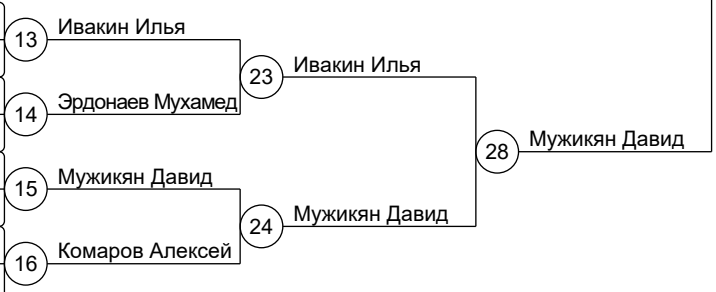 13 Ивакин Илья
23 Ивакин Илья
14 Эрдонаев Мухамед
28 Мужикян Давид
15 Мужикян Давид
24 Мужикян Давид
16 Комаров Алексей